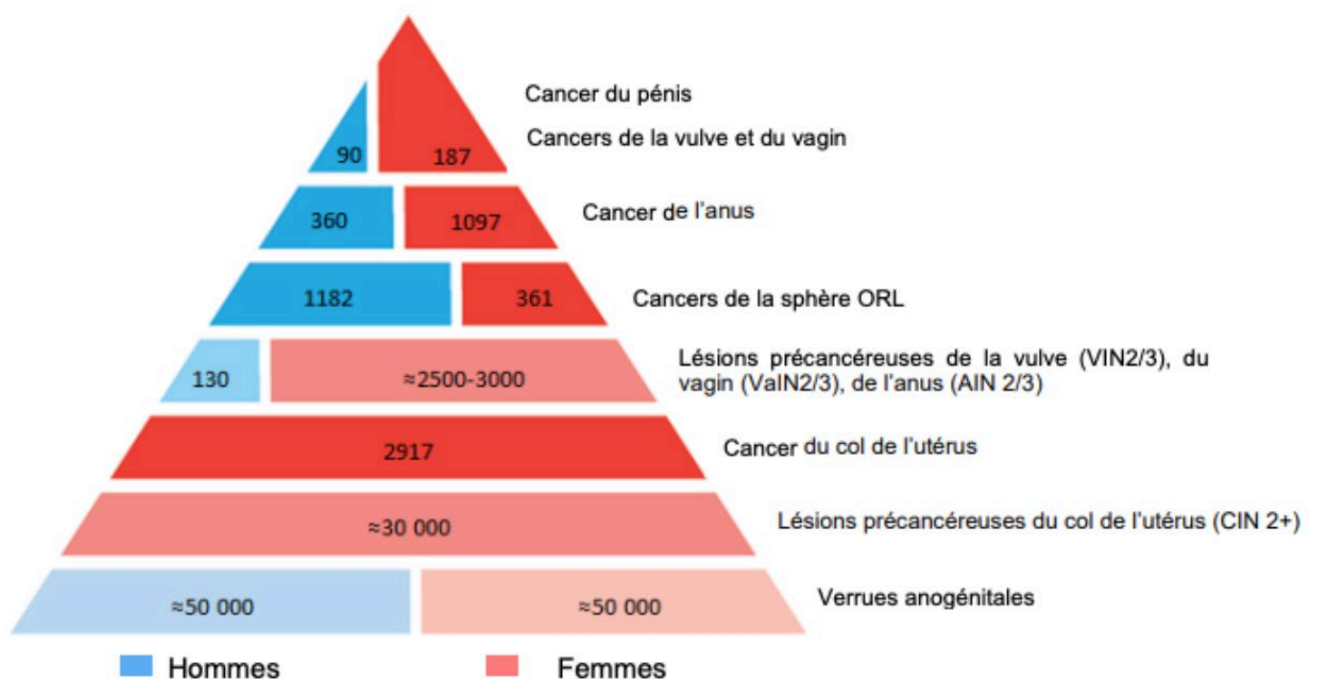 Cancer du pénis
Cancers de la vulve et du vagin
90 187
Cancer de l'anus
360 1097
1182 361 Cancers de la sphère ORL
Lésions précancéreuses de la vulve (VIN2/3), du
vagin (VaIN2/3), de l'anus (AIN 2/3)
130 ≈2500-3000
2917 Cancer du col de l'utérus
≈30 000 Lésions précancéreuses du col de l'utérus (CIN 2+)
≈50 000 ≈50 000 Verrues anogénitales
Hommes Femmes